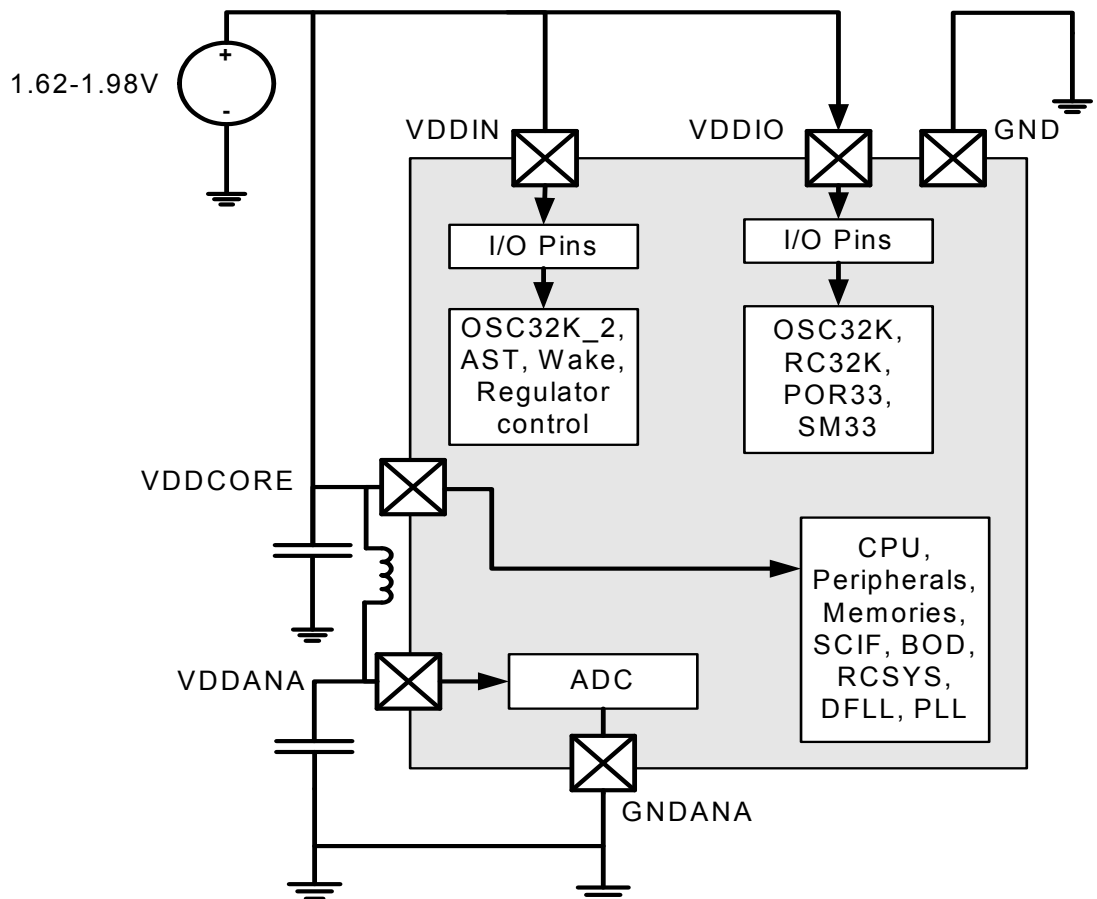 +
1.62-1.98V
-
VDDIN
VDDIO
GND
I/O Pins
I/O Pins
OSC32K_2,
AST, Wake,
Regulator
control
OSC32K,
RC32K,
POR33,
SM33
VDDCORE
CPU,
Peripherals,
Memories,
SCIF, BOD,
RCSYS,
DFLL, PLL
VDDANA
ADC
GNDANA